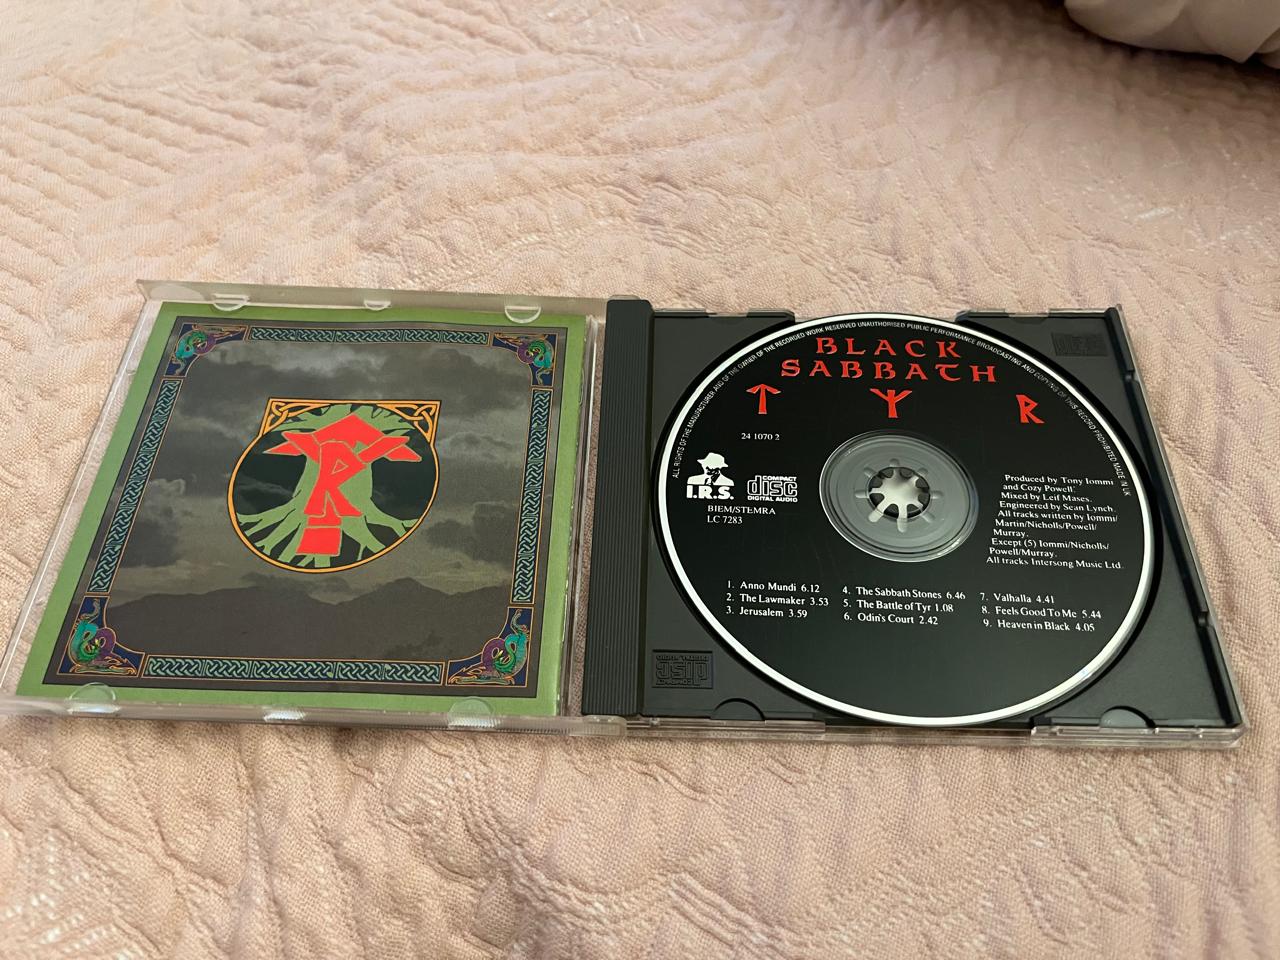 BLACK
SABBATH
ᛏ ᛉ ᚱ
ALL RIGHTS OF THE MANUFACTURER AND OF THE OWNER OF THE RECORDED WORK RESERVED UNAUTHORISED PUBLIC PERFORMANCE BROADCASTING AND COPYING OF THIS RECORD PROHIBITED MADE IN UK
24 1070 2
I.R.S.
COMPACT
disc
DIGITAL AUDIO
BIEM/STEMRA
LC 7283
Produced by Tony Iommi
and Cozy Powell.
Mixed by Leif Mases.
Engineered by Sean Lynch.
All tracks written by Iommi/
Martin/Nicholls/Powell/
Murray.
Except (5) Iommi/Nicholls/
Powell/Murray.
All tracks Intersong Music Ltd.
1. Anno Mundi 6.12
2. The Lawmaker 3.53
3. Jerusalem 3.59
4. The Sabbath Stones 6.46
5. The Battle of Tyr 1.08
6. Odin's Court 2.42
7. Valhalla 4.41
8. Feels Good To Me 5.44
9. Heaven in Black 4.05
COMPACT
disc
DIGITAL AUDIO